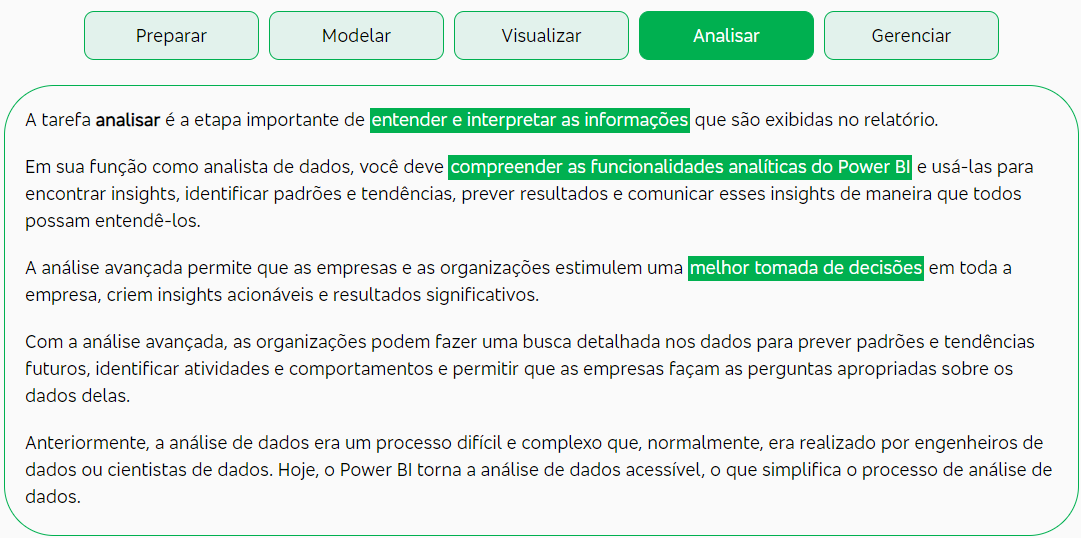 Preparar
Modelar
Visualizar
Analisar
Gerenciar
A tarefa analisar é a etapa importante de entender e interpretar as informações que são exibidas no relatório.
Em sua função como analista de dados, você deve compreender as funcionalidades analíticas do Power BI e usá-las para
encontrar insights, identificar padrões e tendências, prever resultados e comunicar esses insights de maneira que todos
possam entendê-los.
A análise avançada permite que as empresas e as organizações estimulem uma melhor tomada de decisões em toda a
empresa, criem insights acionáveis e resultados significativos.
Com a análise avançada, as organizações podem fazer uma busca detalhada nos dados para prever padrões e tendências
futuros, identificar atividades e comportamentos e permitir que as empresas façam as perguntas apropriadas sobre os
dados delas.
Anteriormente, a análise de dados era um processo difícil e complexo que, normalmente, era realizado por engenheiros de
dados ou cientistas de dados. Hoje, o Power BI torna a análise de dados acessível, o que simplifica o processo de análise de
dados.